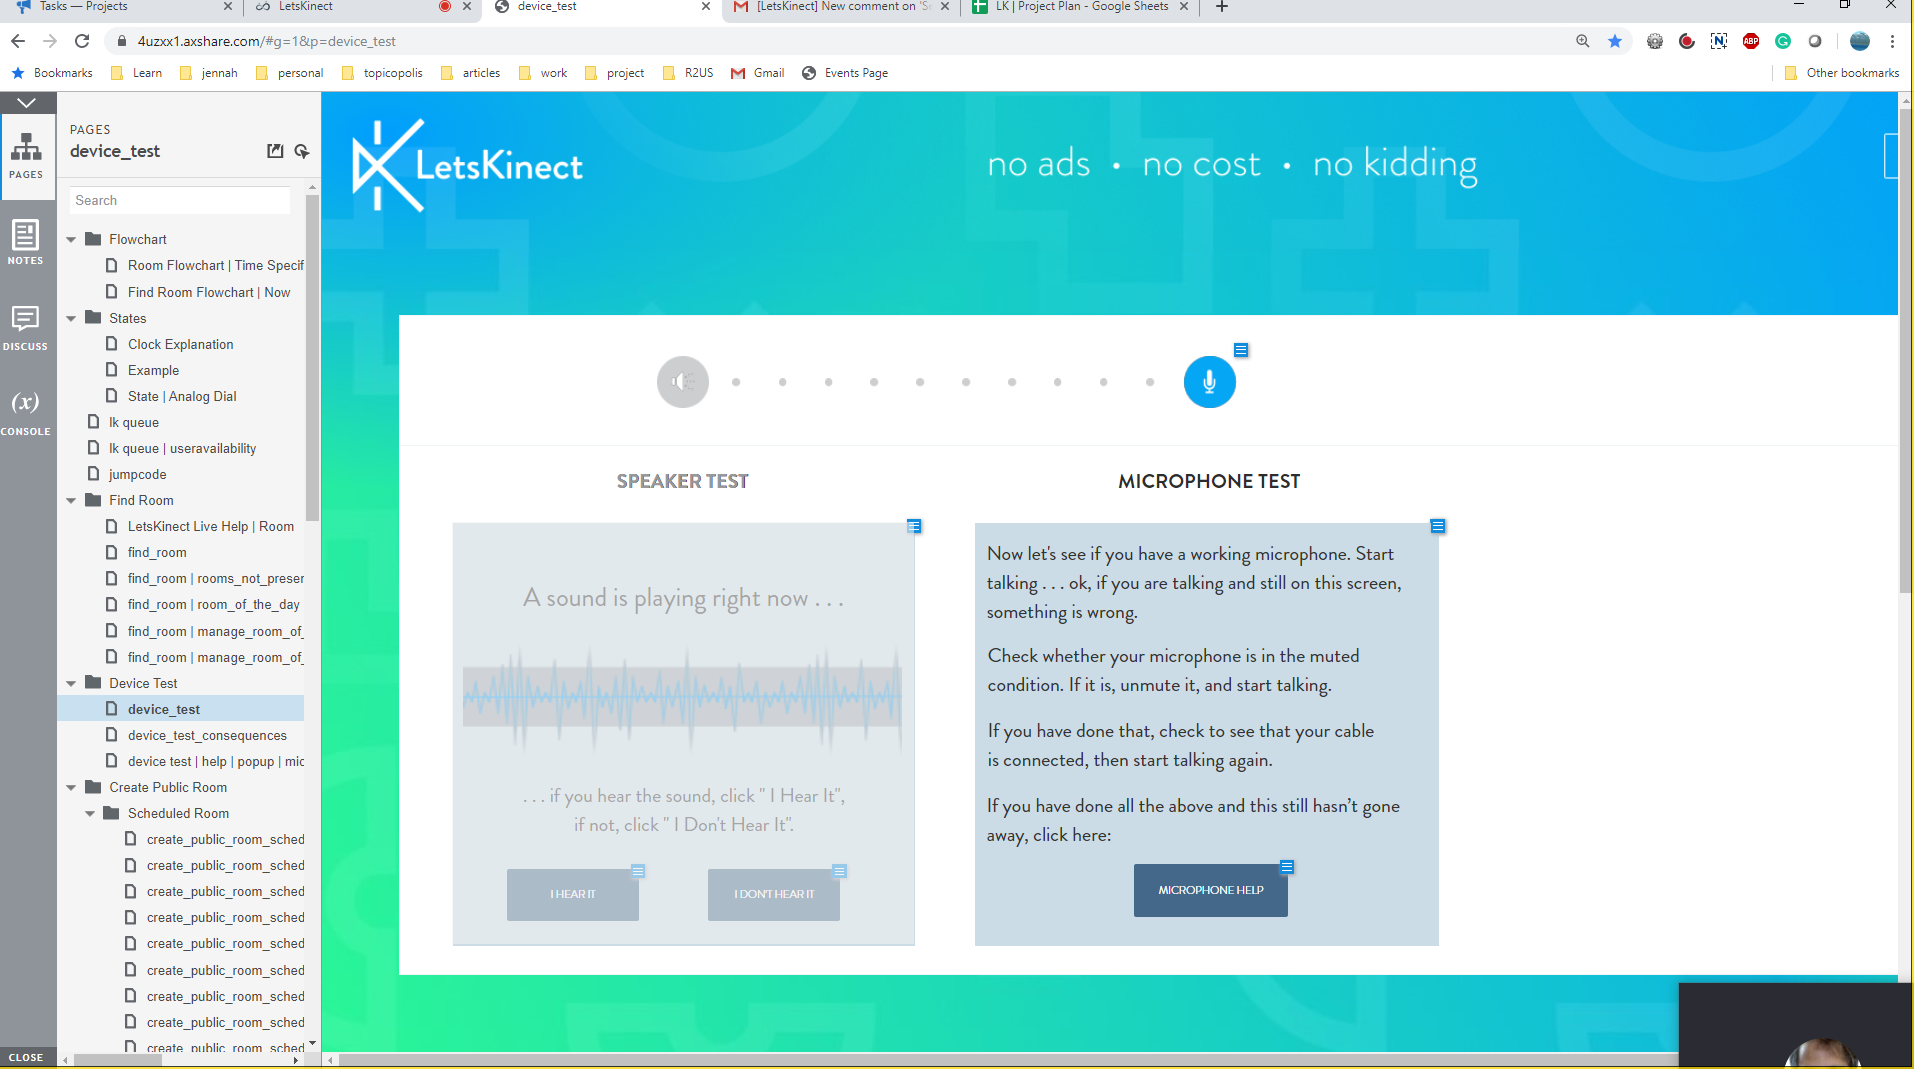 Tasks — Projects
LetsKinect
device_test
[LetsKinect] New comment on 'Se
LK | Project Plan - Google Sheets
4uzxx1.axshare.com/#g=1&p=device_test
ABP
Bookmarks
Learn
jennah
personal
topicopolis
articles
work
project
R2US
Gmail
Events Page
Other bookmarks
PAGES
NOTES
DISCUSS
(x)
CONSOLE
CLOSE
PAGES
device_test
Search
Flowchart
Room Flowchart | Time Specif
Find Room Flowchart | Now
States
Clock Explanation
Example
State | Analog Dial
lk queue
lk queue | useravailability
jumpcode
Find Room
LetsKinect Live Help | Room
find_room
find_room | rooms_not_preser
find_room | room_of_the_day
find_room | manage_room_of_
find_room | manage_room_of_
Device Test
device_test
device_test_consequences
device test | help | popup | mic
Create Public Room
Scheduled Room
create_public_room_sched
create_public_room_sched
create_public_room_sched
create_public_room_sched
create_public_room_sched
create_public_room_sched
create_public_room_sched
create_public_room_sched
create_public_room_sched
LetsKinect
no ads • no cost • no kidding
SPEAKER TEST
A sound is playing right now . . .
. . . if you hear the sound, click " I Hear It",
if not, click " I Don't Hear It".
I HEAR IT
I DON'T HEAR IT
MICROPHONE TEST
Now let's see if you have a working microphone. Start
talking . . . ok, if you are talking and still on this screen,
something is wrong.
Check whether your microphone is in the muted
condition. If it is, unmute it, and start talking.
If you have done that, check to see that your cable
is connected, then start talking again.
If you have done all the above and this still hasn’t gone
away, click here:
MICROPHONE HELP